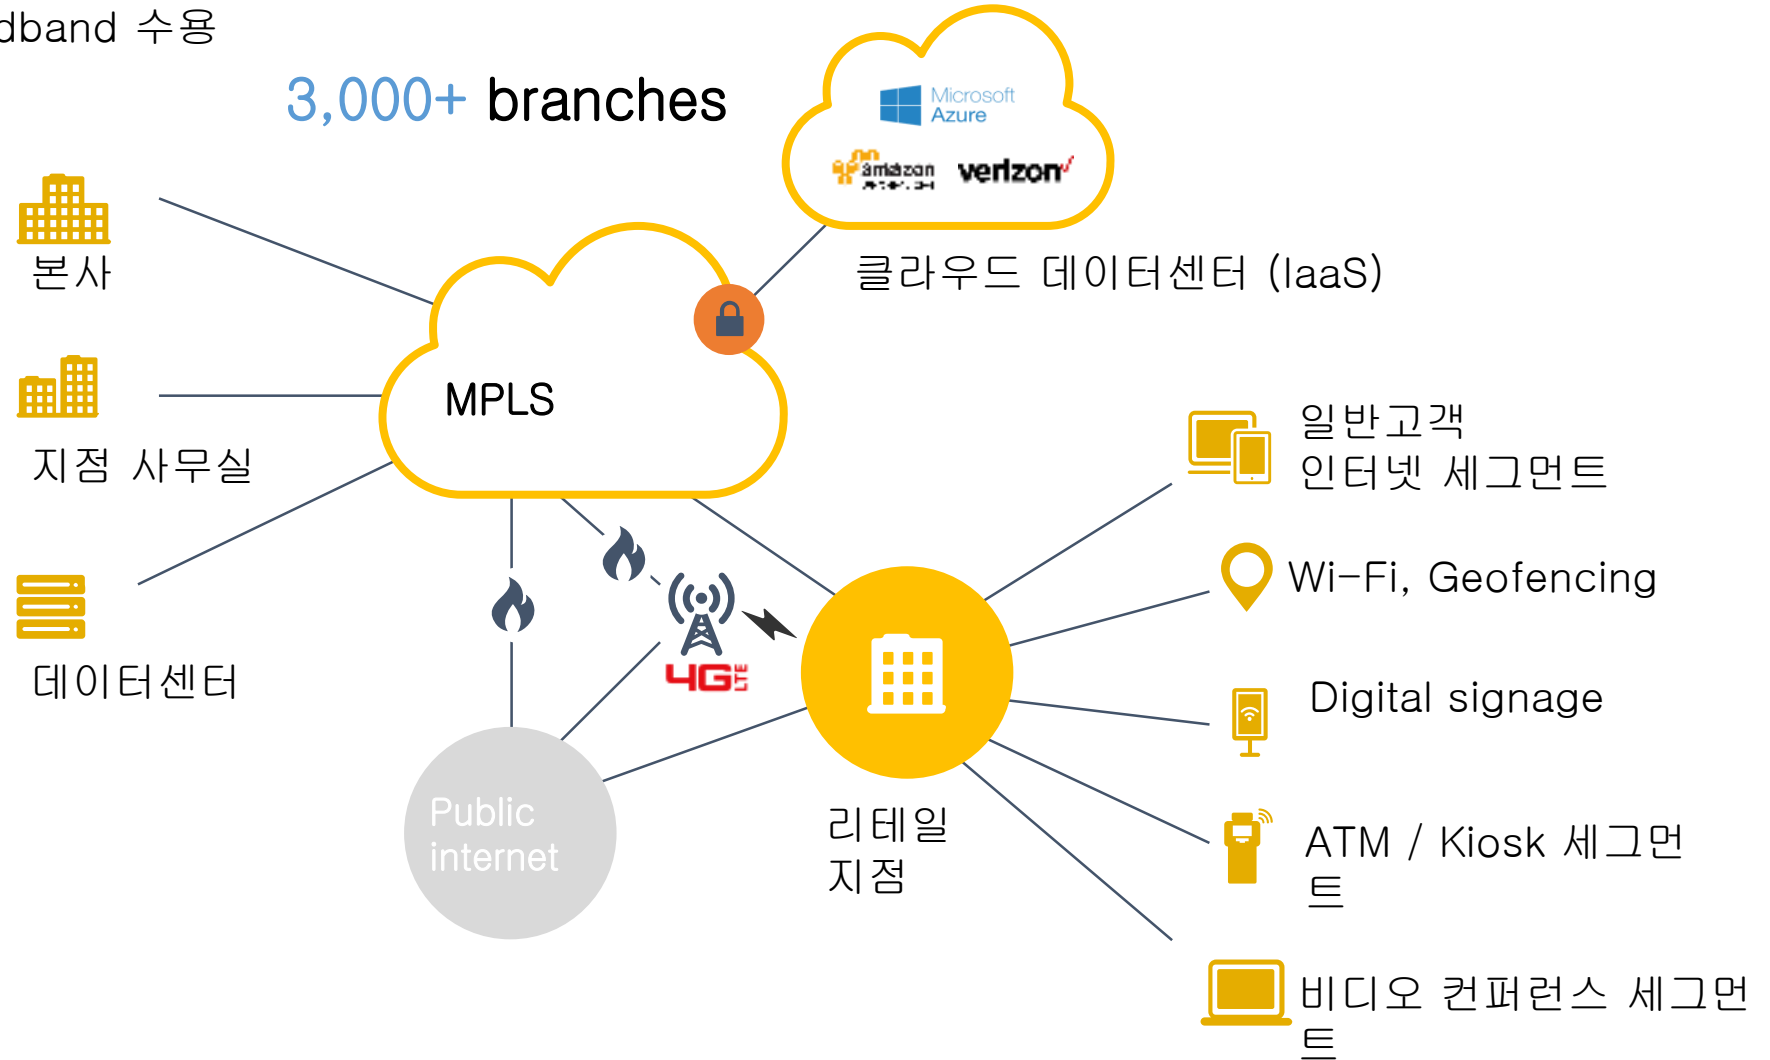 dband 수용
3,000+ branches
Microsoft
Azure
amazon
verizon
클라우드 데이터센터 (IaaS)
본사
MPLS
지점 사무실
일반고객
인터넷 세그먼트
Wi-Fi, Geofencing
데이터센터
4G LTE
Digital signage
Public
internet
리테일
지점
ATM / Kiosk 세그먼
트
비디오 컨퍼런스 세그먼
트